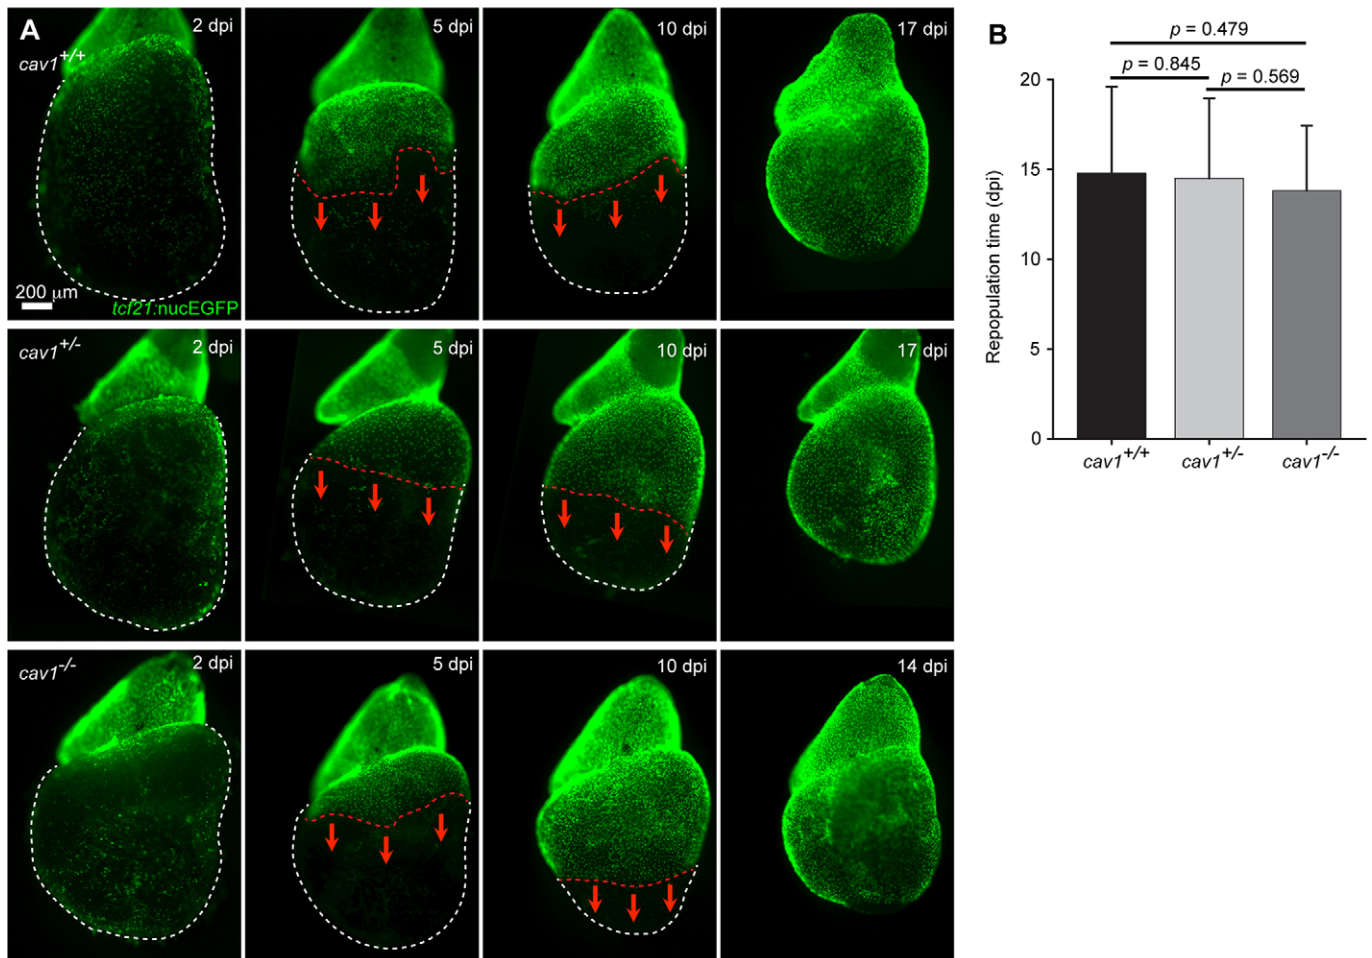 A
2 dpi
5 dpi
10 dpi
17 dpi
cav1+/+
200 μm
tcf21:nucEGFP
cav1+/-
2 dpi
5 dpi
10 dpi
17 dpi
cav1-/-
2 dpi
5 dpi
10 dpi
14 dpi
B
p = 0.479
p = 0.845
p = 0.569
Repopulation time (dpi)
20
15
10
5
0
cav1+/+
cav1+/-
cav1-/-